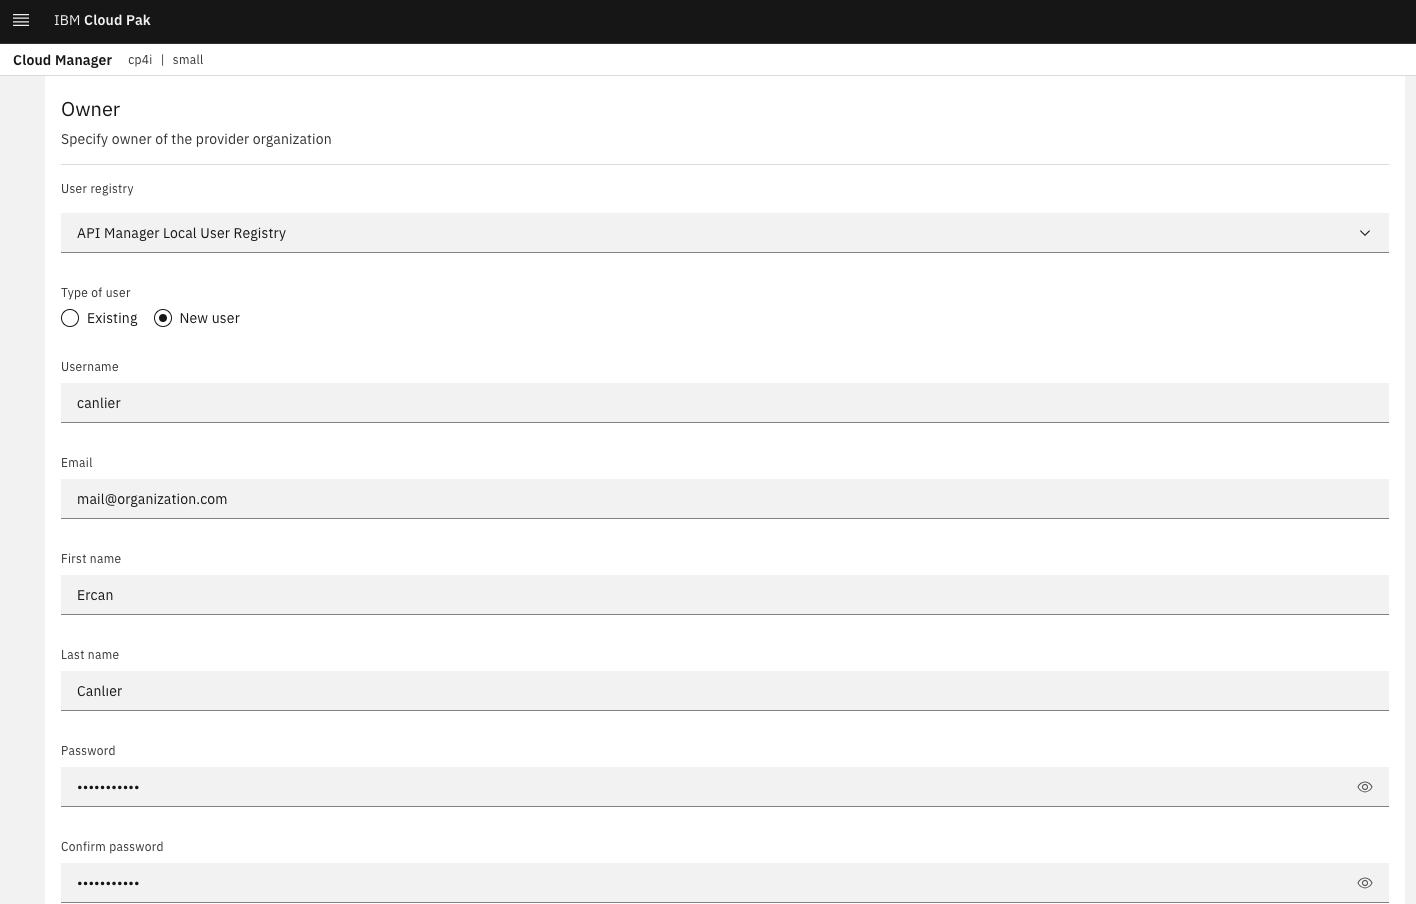 IBM Cloud Pak
Cloud Manager cp4i | small
Owner
Specify owner of the provider organization
User registry
API Manager Local User Registry
Type of user
Existing New user
Username
canlier
Email
mail@organization.com
First name
Ercan
Last name
Canlıer
Password
•••••••••••
Confirm password
•••••••••••